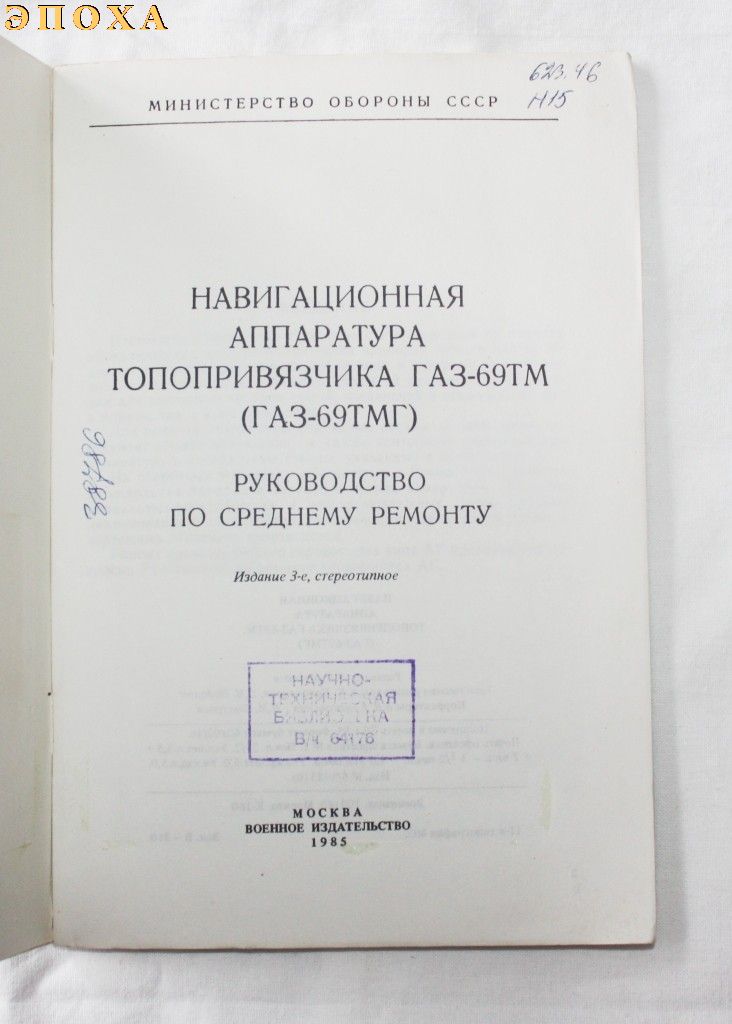 ЭПОХА
623.46
Н15
МИНИСТЕРСТВО ОБОРОНЫ СССР
НАВИГАЦИОННАЯ
АППАРАТУРА
ТОПОПРИВЯЗЧИКА ГАЗ-69ТМ
(ГАЗ-69ТМГ)
РУКОВОДСТВО
ПО СРЕДНЕМУ РЕМОНТУ
Издание 3-е, стереотипное
НАУЧНО-
ТЕХНИЧЕСКАЯ
БИБЛИОТЕКА
В/Ч 64176
МОСКВА
ВОЕННОЕ ИЗДАТЕЛЬСТВО
1985